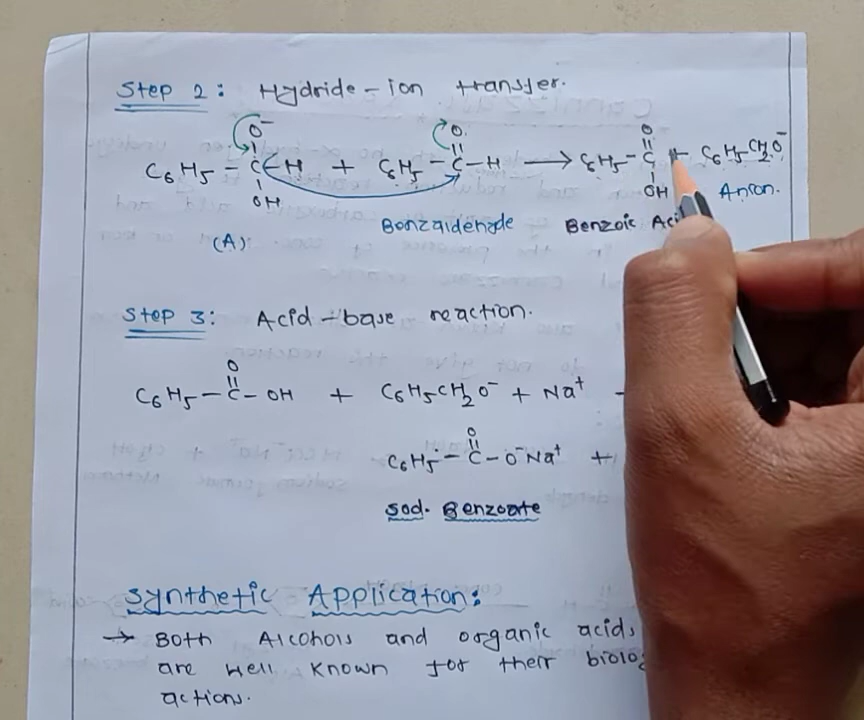 Step 2: Hydride-ion transfer.
O⁻ O O
C₆H₅ - C - H + C₆H₅ - C - H → C₆H₅ - C + C₆H₅CH₂O⁻
OH OH Anion.
(A) Benzaldehyde Benzoic Aci
Step 3: Acid-base reaction.
O
C₆H₅ - C - OH + C₆H₅CH₂O⁻ + Na⁺
O
C₆H₅ - C - O⁻Na⁺ +
Sod. Benzoate
Synthetic Application:
→ Both Alcohols and organic acids
are well known for their biolo
actions.